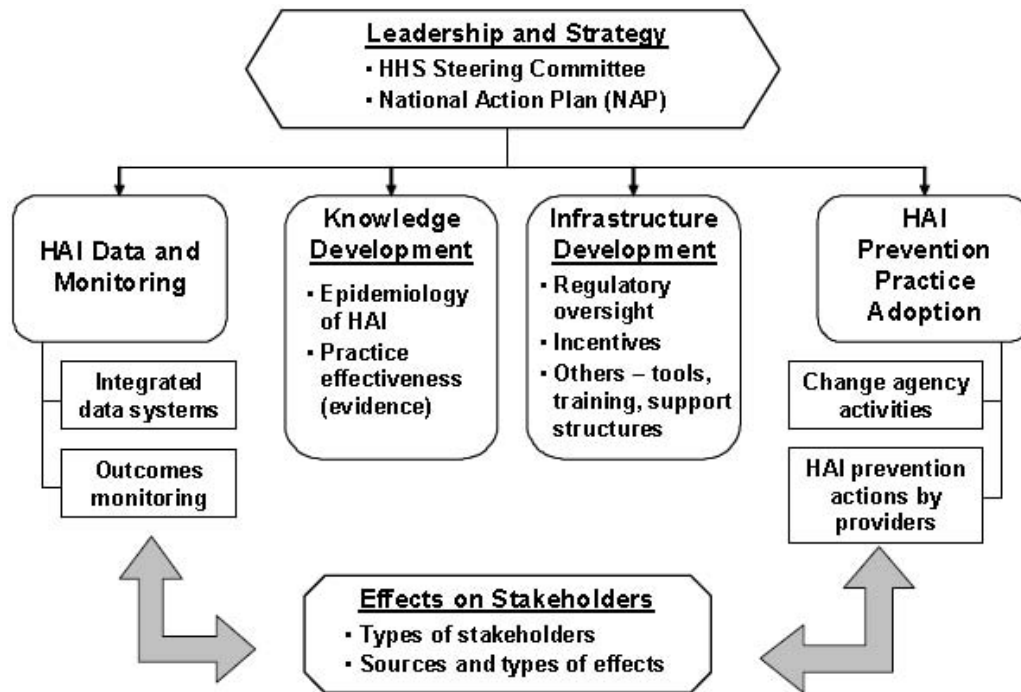 Leadership and Strategy
▪ HHS Steering Committee
▪ National Action Plan (NAP)
HAI Data and
Monitoring
Integrated
data systems
Outcomes
monitoring
Knowledge
Development
▪ Epidemiology
of HAI
▪ Practice
effectiveness
(evidence)
Infrastructure
Development
▪ Regulatory
oversight
▪ Incentives
▪ Others – tools,
training, support
structures
HAI
Prevention
Practice
Adoption
Change agency
activities
HAI prevention
actions by
providers
Effects on Stakeholders
▪ Types of stakeholders
▪ Sources and types of effects